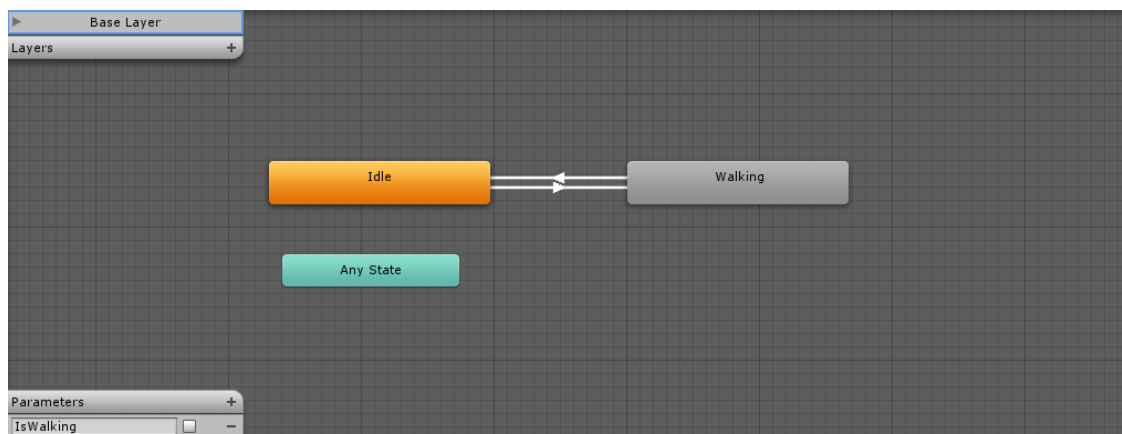 Base Layer
Layers
Idle
Walking
Any State
Parameters
IsWalking